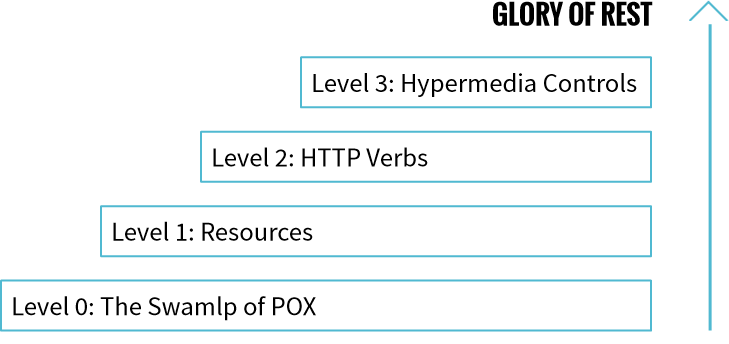 GLORY OF REST
Level 3: Hypermedia Controls
Level 2: HTTP Verbs
Level 1: Resources
Level 0: The Swamlp of POX